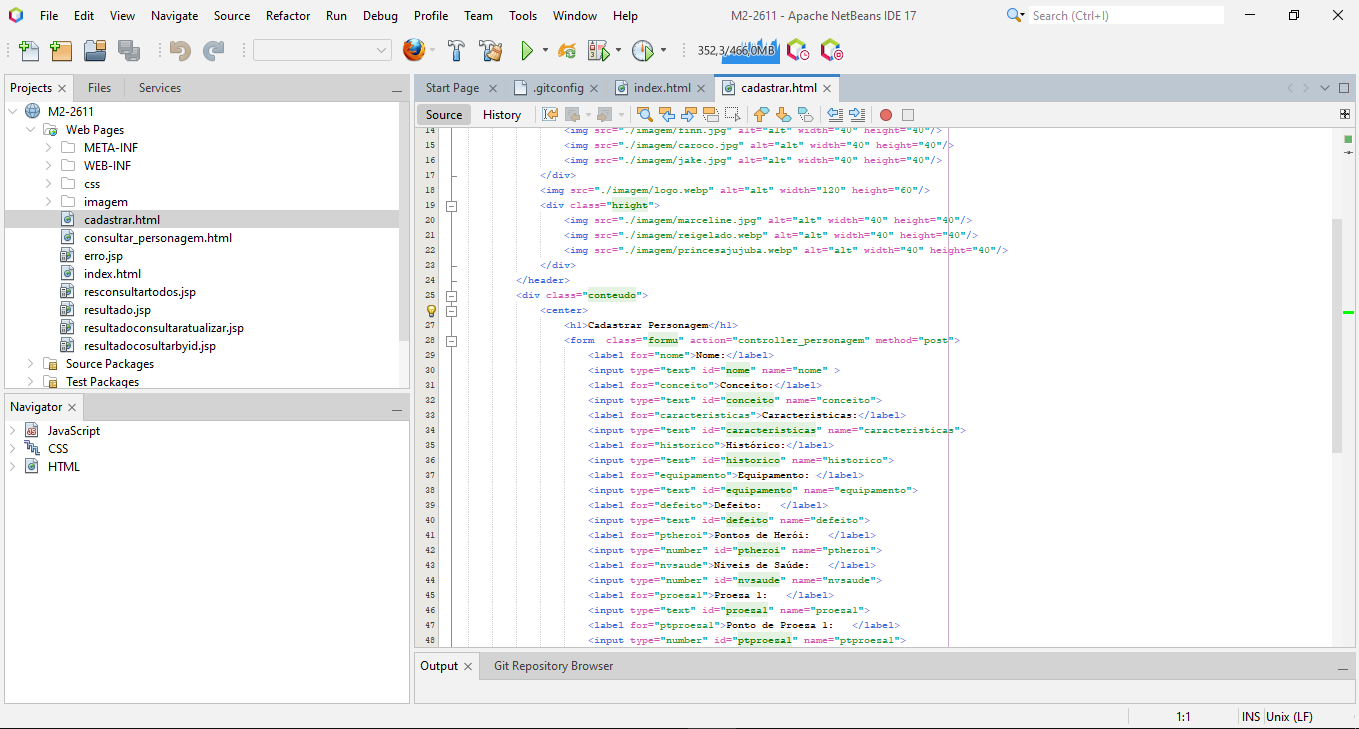 File Edit View Navigate Source Refactor Run Debug Profile Team Tools Window Help M2-2611 - Apache NetBeans IDE 17 Search (Ctrl+I)
352,3/466,0MB
Projects Files Services
M2-2611
Web Pages
META-INF
WEB-INF
css
imagem
cadastrar.html
consultar_personagem.html
erro.jsp
index.html
resconsultartodos.jsp
resultado.jsp
resultadoconsultaratualizar.jsp
resultadocosultarbyid.jsp
Source Packages
Test Packages
Navigator
JavaScript
CSS
HTML
Start Page .gitconfig index.html cadastrar.html
Source History
14 <img src="./imagem/finn.jpg" alt="alt" width="40" height="40"/>
15 <img src="./imagem/caroco.jpg" alt="alt" width="40" height="40"/>
16 <img src="./imagem/jake.jpg" alt="alt" width="40" height="40"/>
17 </div>
18 <img src="./imagem/logo.webp" alt="alt" width="120" height="60"/>
19 <div class="hright">
20 <img src="./imagem/marceline.jpg" alt="alt" width="40" height="40"/>
21 <img src="./imagem/reigelado.webp" alt="alt" width="40" height="40"/>
22 <img src="./imagem/princesajujuba.webp" alt="alt" width="40" height="40"/>
23 </div>
24 </header>
25 <div class="conteudo">
<center>
27 <h1>Cadastrar Personagem</h1>
28 <form  class="formu" action="controller_personagem" method="post">
29 <label for="nome">Nome:</label>
30 <input type="text" id="nome" name="nome" >
31 <label for="conceito">Conceito:</label>
32 <input type="text" id="conceito" name="conceito">
33 <label for="caracteristicas">Caracteristicas:</label>
34 <input type="text" id="caracteristicas" name="caracteristicas">
35 <label for="historico">Histórico:</label>
36 <input type="text" id="historico" name="historico">
37 <label for="equipamento">Equipamento: </label>
38 <input type="text" id="equipamento" name="equipamento">
39 <label for="defeito">Defeito:   </label>
40 <input type="text" id="defeito" name="defeito">
41 <label for="ptheroi">Pontos de Herói:   </label>
42 <input type="number" id="ptheroi" name="ptheroi">
43 <label for="nvsaude">Níveis de Saúde:   </label>
44 <input type="number" id="nvsaude" name="nvsaude">
45 <label for="proeza1">Proeza 1:   </label>
46 <input type="text" id="proeza1" name="proeza1">
47 <label for="ptproeza1">Ponto de Proeza 1:   </label>
48 <input type="number" id="ptproeza1" name="ptproeza1">
Output Git Repository Browser
1:1 INS Unix (LF)